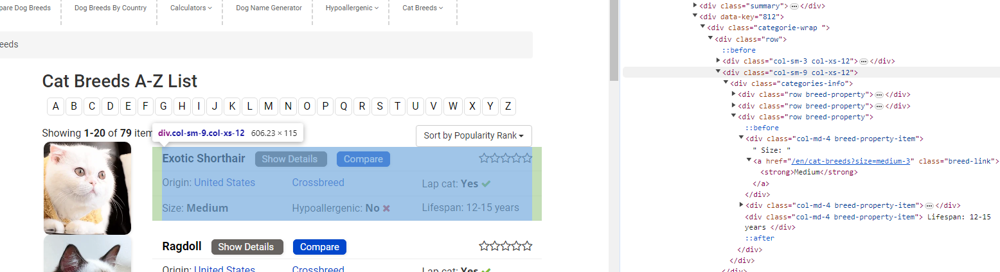 pare Dog Breeds Dog Breeds By Country Calculators Dog Name Generator Hypoallergenic Cat Breeds
eeds
Cat Breeds A-Z List
A B C D E F G H I J K L M N O P Q R S T U V W X Y Z
Showing 1-20 of 79 item
div.col-sm-9.col-xs-12 606.23 × 115
Sort by Popularity Rank
Exotic Shorthair Show Details Compare
Origin: United States Crossbreed Lap cat: Yes
Size: Medium Hypoallergenic: No Lifespan: 12-15 years
Ragdoll Show Details Compare
Origin: United States Crossbreed Lap cat: Yes
<div class="summary"> ⋯ </div>
<div data-key="812">
<div class="categorie-wrap ">
<div class="row">
::before
<div class="col-sm-3 col-xs-12"> ⋯ </div>
<div class="col-sm-9 col-xs-12">
<div class="categories-info">
<div class="row breed-property"> ⋯ </div>
<div class="row breed-property"> ⋯ </div>
<div class="row breed-property">
::before
<div class="col-md-4 breed-property-item">
" Size: "
<a href="/en/cat-breeds?size=medium-3" class="breed-link">
<strong>Medium</strong>
</a>
</div>
<div class="col-md-4 breed-property-item"> ⋯ </div>
<div class="col-md-4 breed-property-item"> Lifespan: 12-15
years </div>
::after
</div>
</div>
</div>